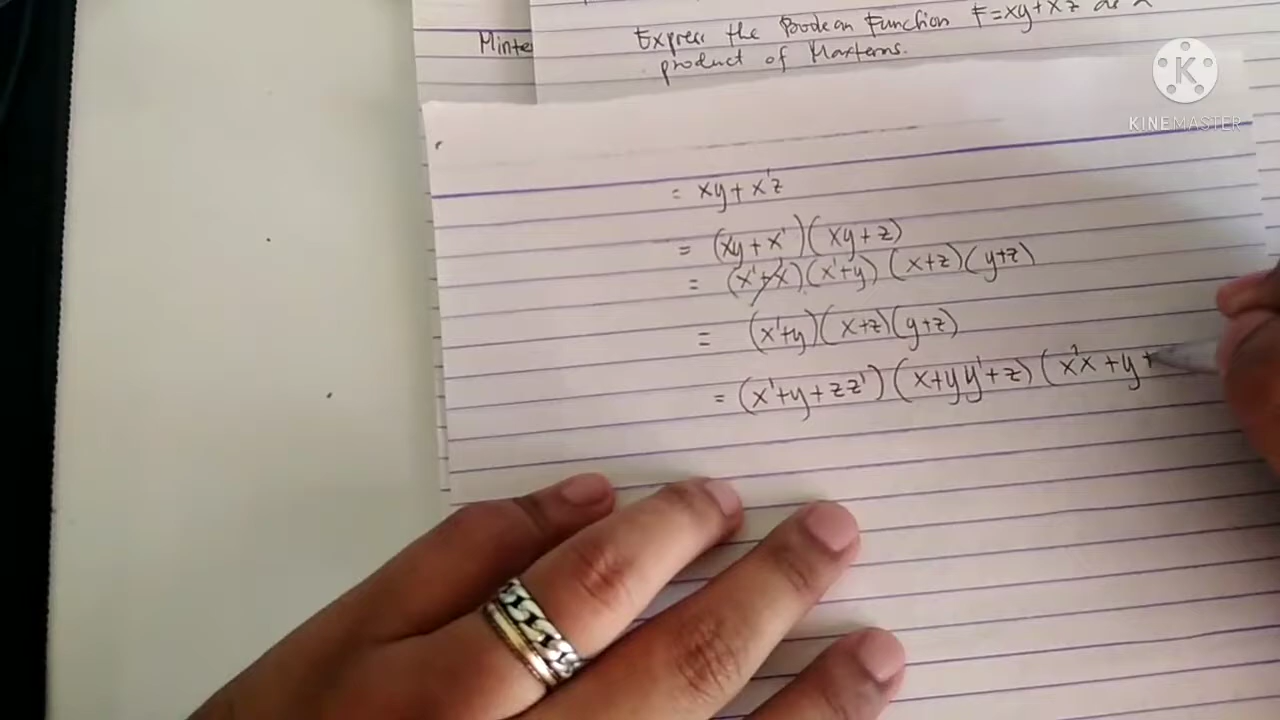 Express the Boolean Function F=xy+x'z as a
Minte
product of Maxterms.
K
KINEMASTER
= xy+x'z
= (xy+x')(xy+z)
= (x'+x)(x'+y)(x+z)(y+z)
= (x'+y)(x+z)(y+z)
= (x'+y+zz')(x+yy'+z)(x'x+y+